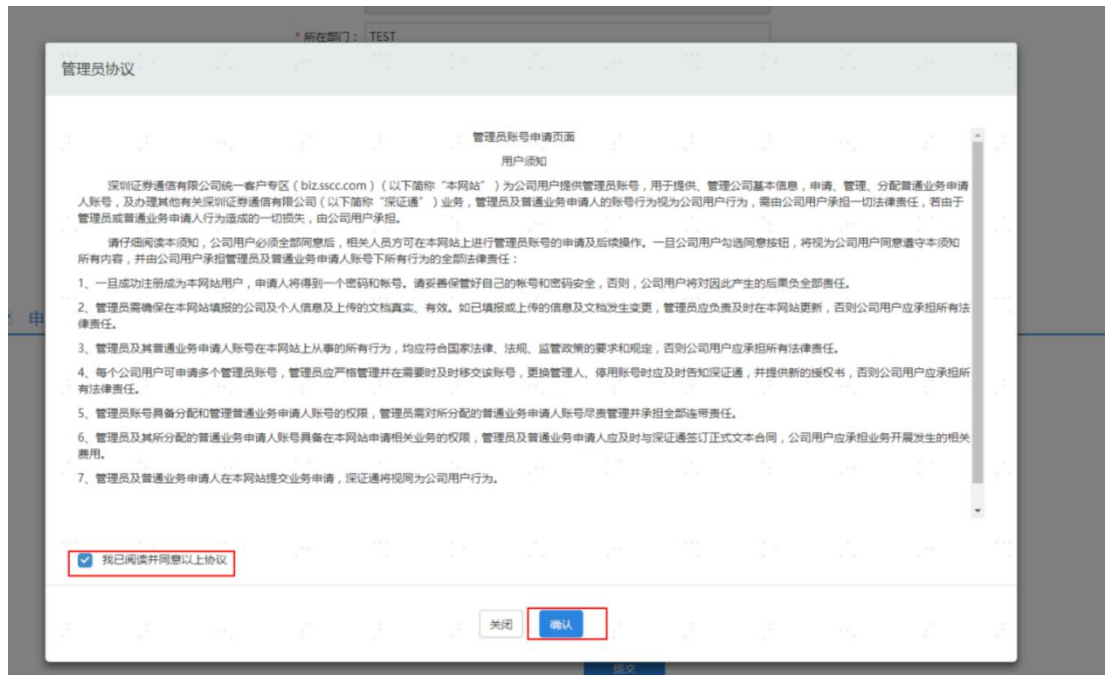 * 所在部门： TEST
管理员协议
管理员账号申请页面
用户须知
深圳证券通信有限公司统一客户专区（biz.sscc.com）（以下简称“本网站”）为公司用户提供管理员账号，用于提供、管理公司基本信息，申请、管理、分配普通业务申请
人账号，及办理其他有关深圳证券通信有限公司（以下简称“深证通”）业务，管理员及普通业务申请人的账号行为视为公司用户行为，需由公司用户承担一切法律责任，若由于
管理员或普通业务申请人行为造成的一切损失，由公司用户承担。
请仔细阅读本须知，公司用户必须全部同意后，相关人员方可在本网站上进行管理员账号的申请及后续操作。一旦公司用户勾选同意按钮，将视为公司用户同意遵守本须知
所有内容，并由公司用户承担管理员及普通业务申请人账号下所有行为的全部法律责任：
1、一旦成功注册成为本网站用户，申请人将得到一个密码和帐号。请妥善保管好自己的帐号和密码安全，否则，公司用户将对因此产生的后果负全部责任。
2、管理员需确保在本网站填报的公司及个人信息及上传的文档真实、有效。如已填报或上传的信息及文档发生变更，管理员应负责及时在本网站更新，否则公司用户应承担所有法
律责任。
3、管理员及其普通业务申请人账号在本网站上从事的所有行为，均应符合国家法律、法规、监管政策的要求和规定，否则公司用户应承担所有法律责任。
4、每个公司用户可申请多个管理员账号，管理员应严格管理并在需要时及时移交该账号，更换管理人、停用账号时应及时告知深证通，并提供新的授权书，否则公司用户应承担所
有法律责任。
5、管理员账号具备分配和管理普通业务申请人账号的权限，管理员需对所分配的普通业务申请人账号尽责管理并承担全部连带责任。
6、管理员及其所分配的普通业务申请人账号具备在本网站申请相关业务的权限，管理员及普通业务申请人应及时与深证通签订正式文本合同，公司用户应承担业务开展发生的相关
费用。
7、管理员及普通业务申请人在本网站提交业务申请，深证通将视同为公司用户行为。
申
我已阅读并同意以上协议
关闭 确认
提交